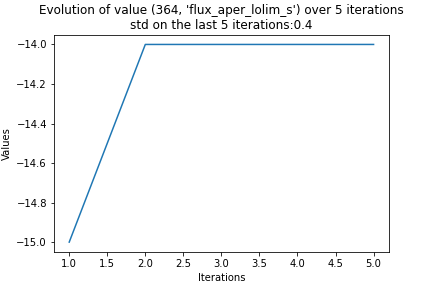 Evolution of value (364, 'flux_aper_lolim_s') over 5 iterations
std on the last 5 iterations:0.4
−14.0
−14.2
−14.4
−14.6
−14.8
−15.0
Values
1.0 1.5 2.0 2.5 3.0 3.5 4.0 4.5 5.0
Iterations